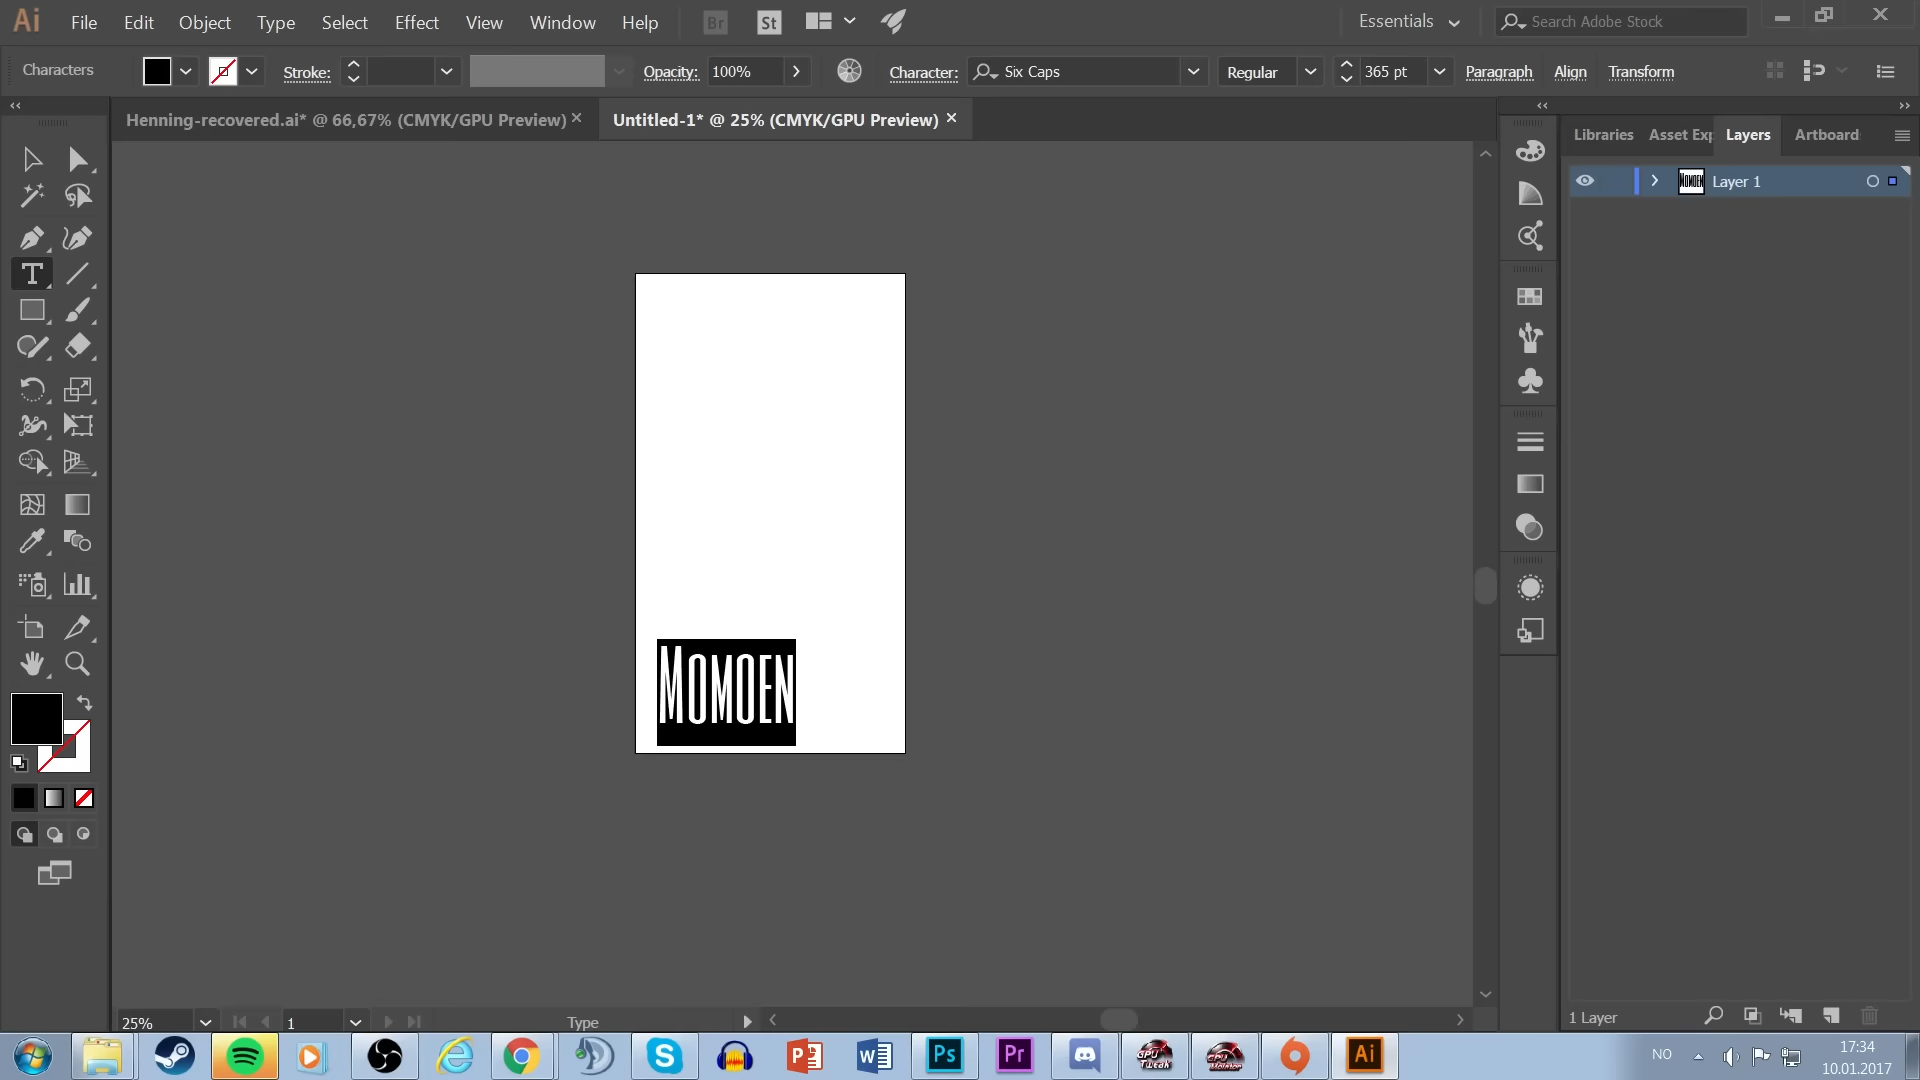 Ai File Edit Object Type Select Effect View Window Help Br St Essentials Search Adobe Stock
Characters Stroke: Opacity: 100% Character: Six Caps Regular 365 pt Paragraph Align Transform
Henning-recovered.ai* @ 66,67% (CMYK/GPU Preview) Untitled-1* @ 25% (CMYK/GPU Preview)
Libraries Asset Exp Layers Artboard
Layer 1
Momoen
25% 1 Type
1 Layer
Ps Pr Ai
NO 17:34
10.01.2017